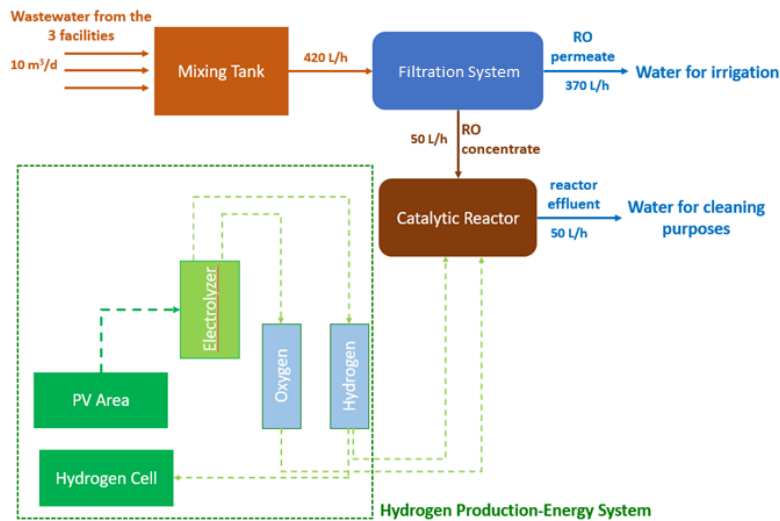 Wastewater from the
3 facilities
10 m³/d
Mixing Tank
420 L/h
Filtration System
RO
permeate
370 L/h
Water for irrigation
50 L/h
RO
concentrate
Catalytic Reactor
reactor
effluent
50 L/h
Water for cleaning
purposes
Electrolyzer
Oxygen
Hydrogen
PV Area
Hydrogen Cell
Hydrogen Production-Energy System